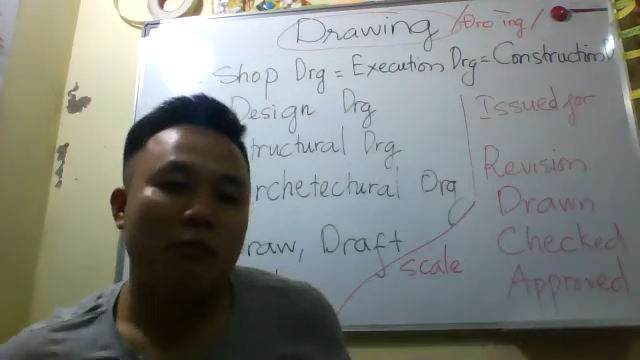 Drawing /Dro ing/
Shop Drg = Execution Drg = Construction
Design Drg
tructural Drg
rchetectural Drg
raw, Draft
scale
Issued for
Revision
Drawn
Checked
Approved